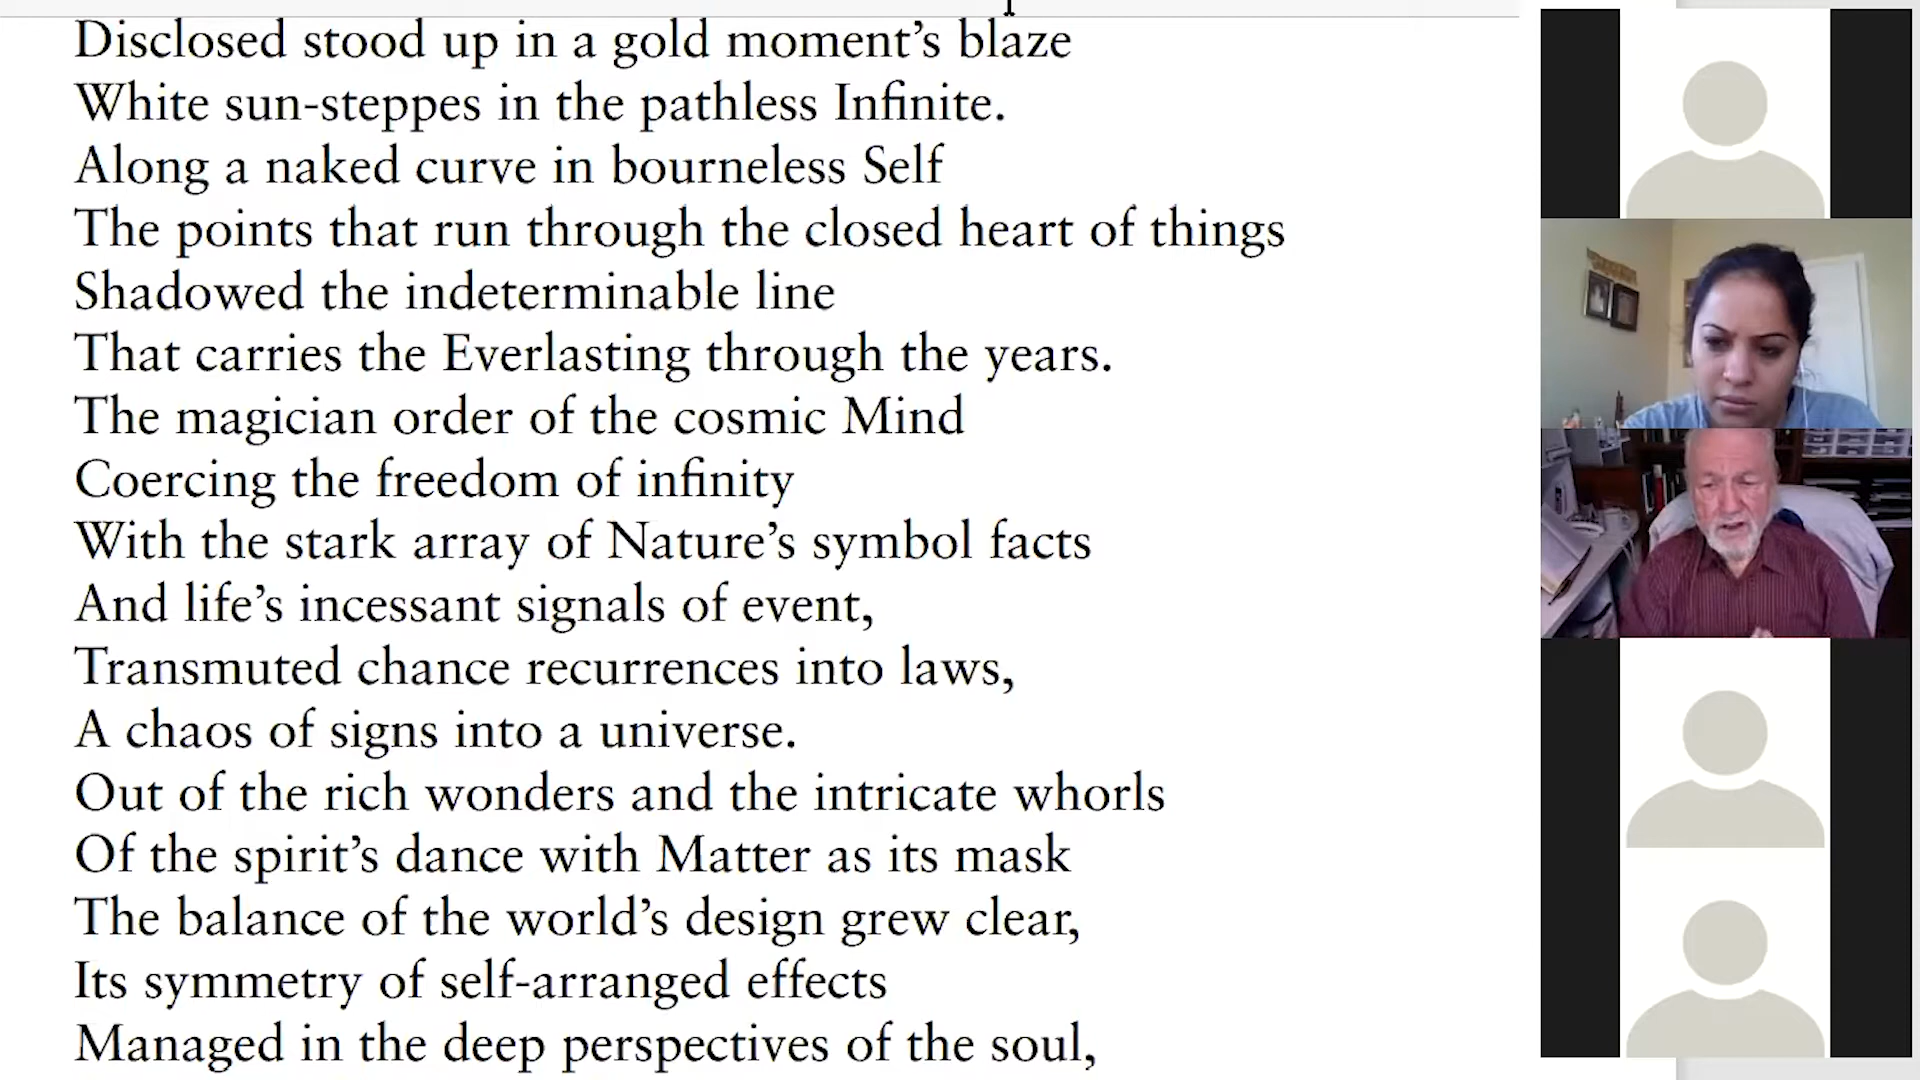 Disclosed stood up in a gold moment’s blaze
White sun-steppes in the pathless Infinite.
Along a naked curve in bourneless Self
The points that run through the closed heart of things
Shadowed the indeterminable line
That carries the Everlasting through the years.
The magician order of the cosmic Mind
Coercing the freedom of infinity
With the stark array of Nature’s symbol facts
And life’s incessant signals of event,
Transmuted chance recurrences into laws,
A chaos of signs into a universe.
Out of the rich wonders and the intricate whorls
Of the spirit’s dance with Matter as its mask
The balance of the world’s design grew clear,
Its symmetry of self-arranged effects
Managed in the deep perspectives of the soul,